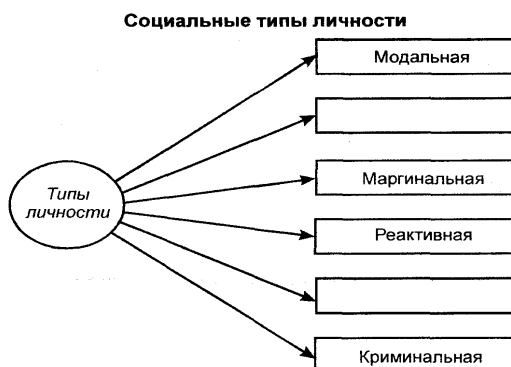 Социальные типы личности
Модальная
Типы
личности
Маргинальная
Реактивная
Криминальная